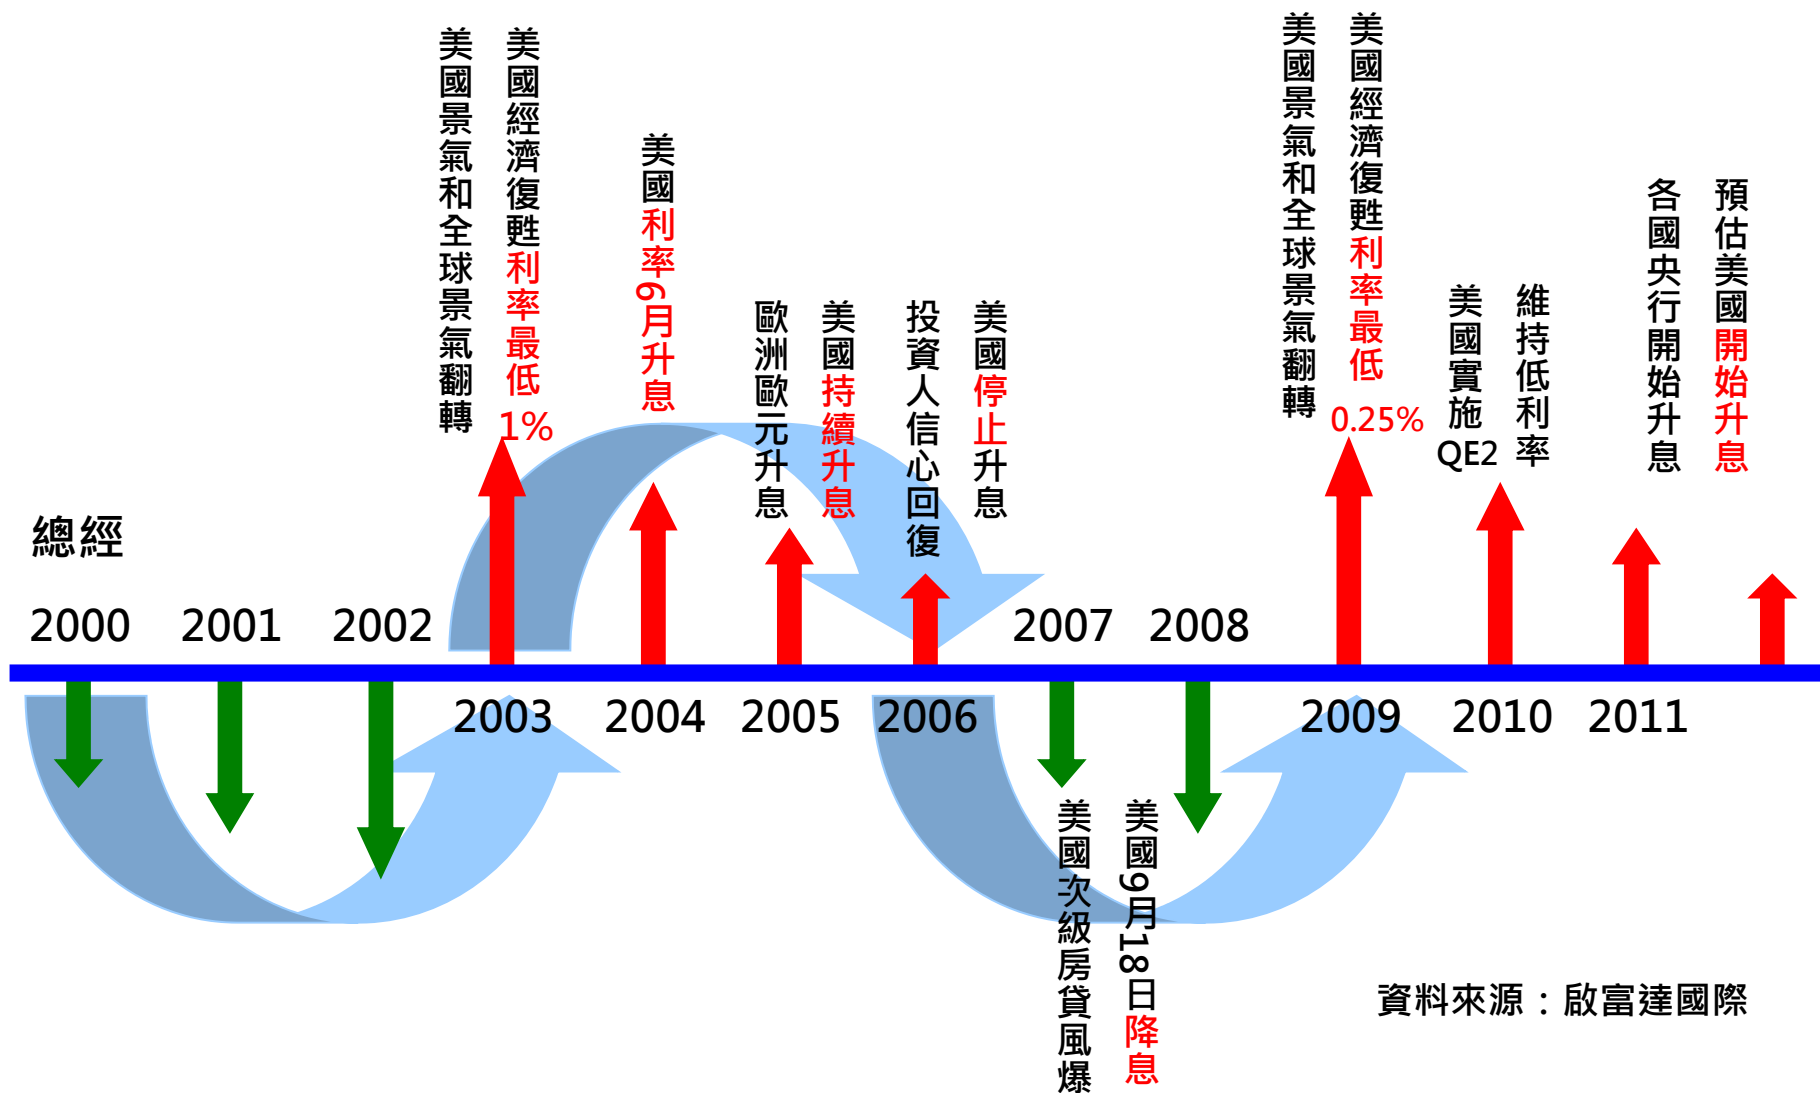 總經
2000
2001
2002
美國景氣和全球景氣翻轉
美國經濟復甦利率最低
1%
2003
美國利率6月升息
2004
歐洲歐元升息
美國持續升息
2005
投資人信心回復
美國停止升息
2006
2007
美國次級房貸風爆
美國9月18日降息
2008
美國景氣和全球景氣翻轉
美國經濟復甦利率最低
0.25%
2009
美國實施QE2
維持低利率
2010
各國央行開始升息
預估美國開始升息
2011
資料來源：啟富達國際